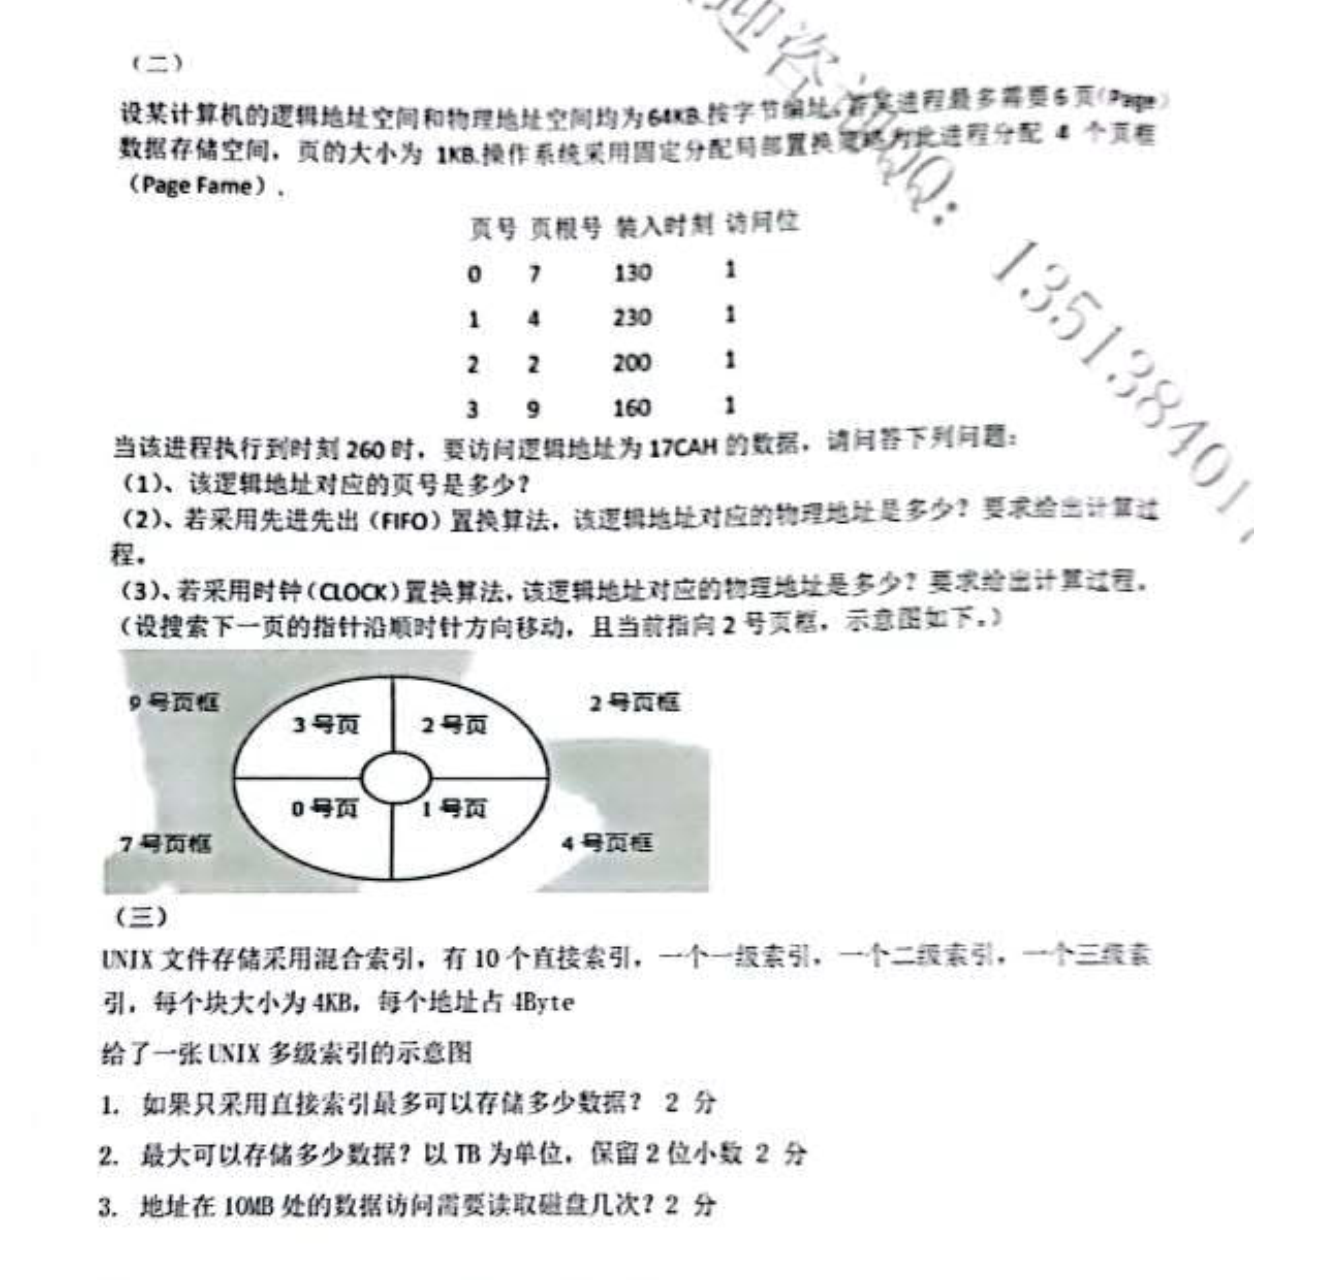 （二）
设某计算机的逻辑地址空间和物理地址空间均为64KB.按字节编址。若某进程最多需要6页(Page)
数据存储空间，页的大小为 1KB.操作系统采用固定分配局部置换策略为此进程分配 4 个页框
（Page Fame）.
页号 页根号 装入时刻 访问位
0 7 130 1
1 4 230 1
2 2 200 1
3 9 160 1
当该进程执行到时刻 260 时，要访问逻辑地址为 17CAH 的数据，请问答下列问题：
（1）、该逻辑地址对应的页号是多少？
（2）、若采用先进先出（FIFO）置换算法，该逻辑地址对应的物理地址是多少？要求给出计算过
程。
（3）、若采用时钟（CLOCK）置换算法，该逻辑地址对应的物理地址是多少？要求给出计算过程。
（设搜索下一页的指针沿顺时针方向移动，且当前指向 2 号页框，示意图如下。）
9 号页框 3 号页 2 号页 2 号页框
7 号页框 0 号页 1 号页 4 号页框
（三）
UNIX 文件存储采用混合索引，有 10 个直接索引，一个一级索引，一个二级索引，一个三级索
引，每个块大小为 4KB，每个地址占 4Byte
给了一张 UNIX 多级索引的示意图
1. 如果只采用直接索引最多可以存储多少数据？ 2 分
2. 最大可以存储多少数据？以 TB 为单位，保留 2 位小数 2 分
3. 地址在 10MB 处的数据访问需要读取磁盘几次？2 分
迎咨询QQ：135138401